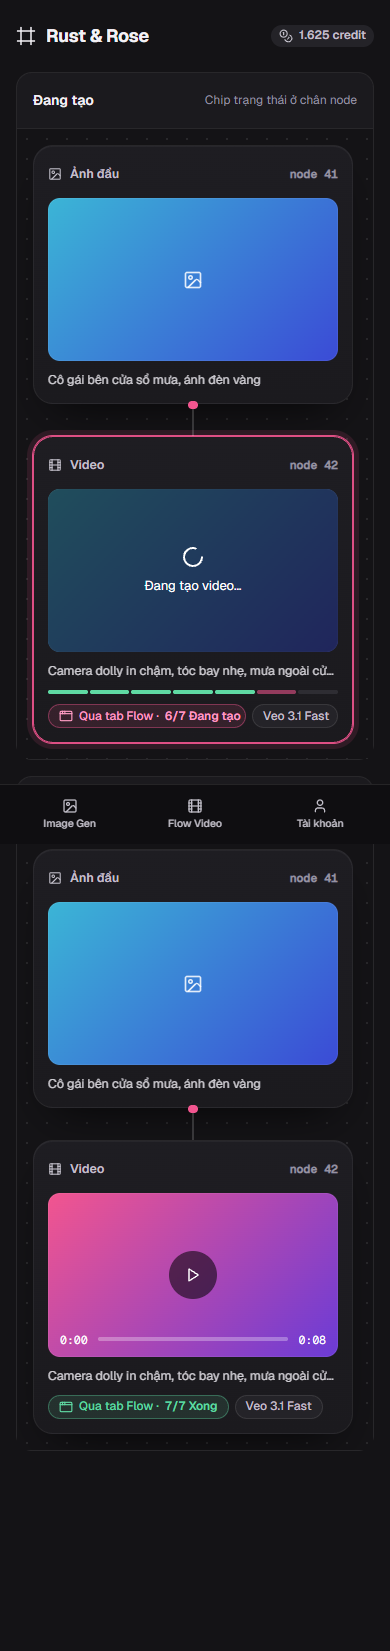 Rust & Rose
1.625 credit
Đang tạo
Chip trạng thái ở chân node
Ảnh đầu
node 41
Cô gái bên cửa sổ mưa, ánh đèn vàng
Video
node 42
Đang tạo video...
Camera dolly in chậm, tóc bay nhẹ, mưa ngoài cử...
Qua tab Flow · 6/7 Đang tạo
Veo 3.1 Fast
Image Gen
Flow Video
Tài khoản
Ảnh đầu
node 41
Cô gái bên cửa sổ mưa, ánh đèn vàng
Video
node 42
0:00
0:08
Camera dolly in chậm, tóc bay nhẹ, mưa ngoài cử...
Qua tab Flow · 7/7 Xong
Veo 3.1 Fast